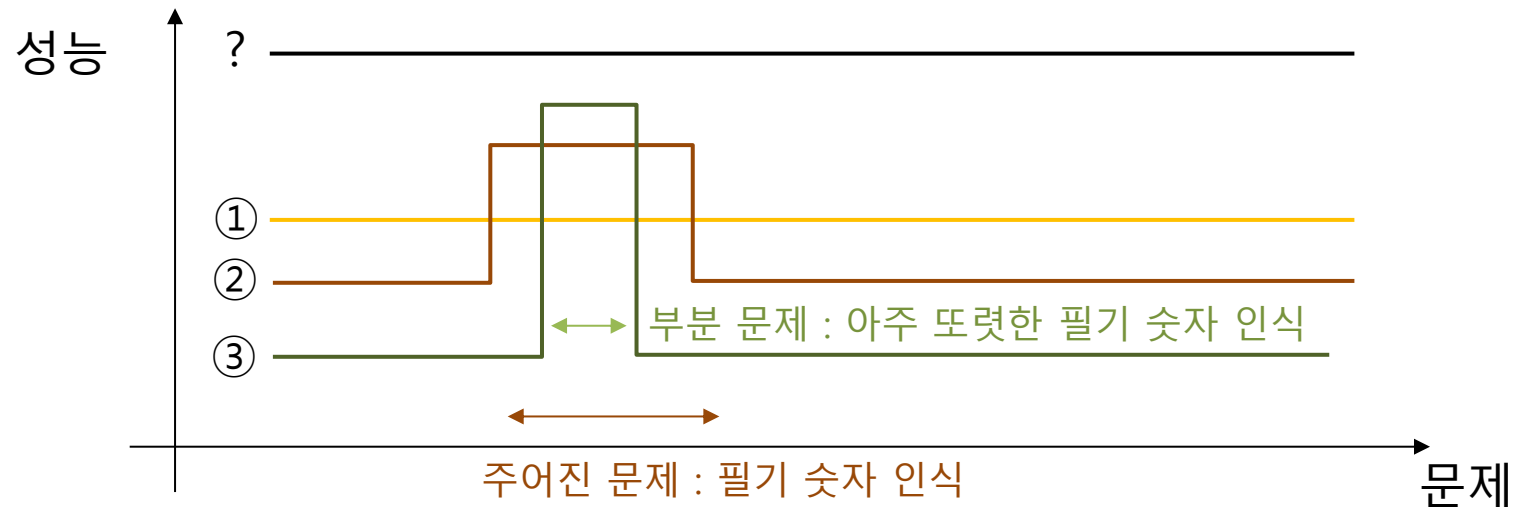 성능
?
①
②
부분 문제 : 아주 또렷한 필기 숫자 인식
③
주어진 문제 : 필기 숫자 인식
문제